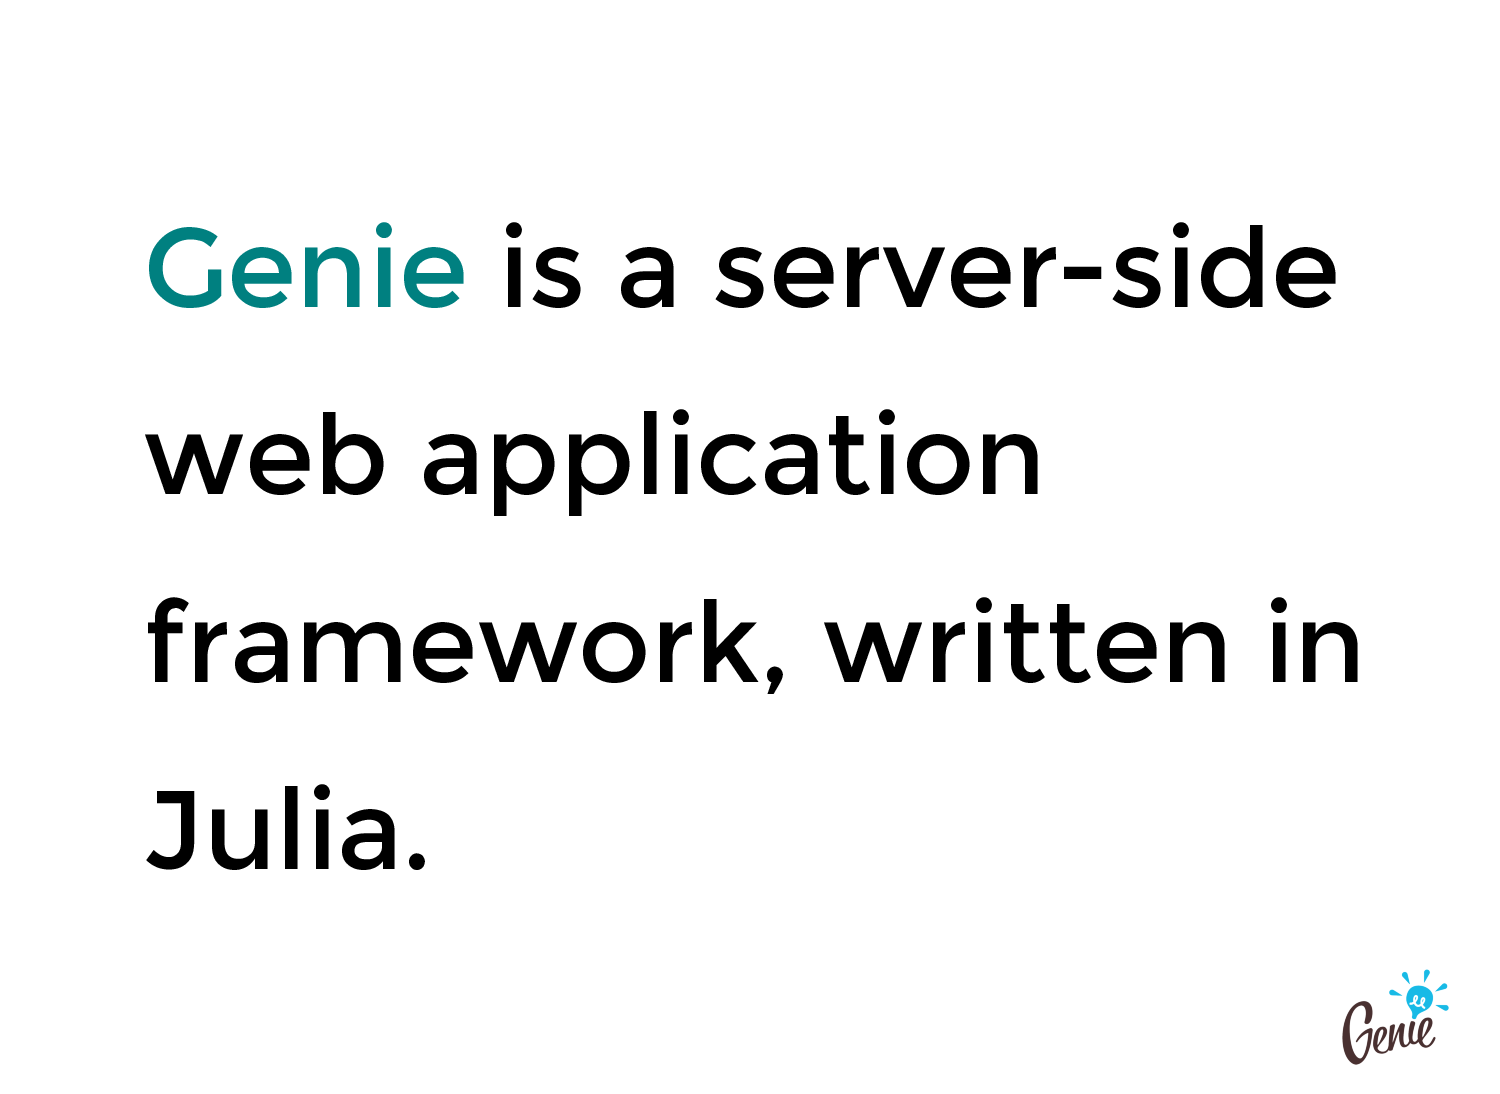 Genie is a server-side
web application
framework, written in
Julia.
Genie